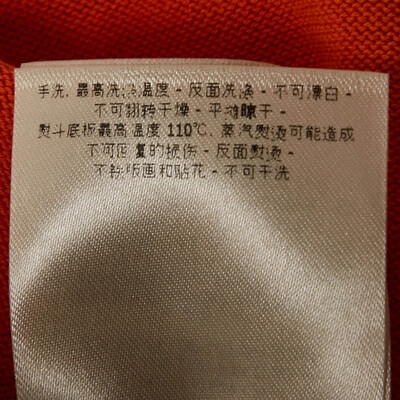 手洗, 最高洗涤温度 - 反面洗涤 - 不可漂白 -
不可翻转干燥 - 平摊晾干 -
熨斗底板最高温度 110℃, 蒸汽熨烫可能造成
不可回复的损伤 - 反面熨烫 -
不熨版画和贴花 - 不可干洗